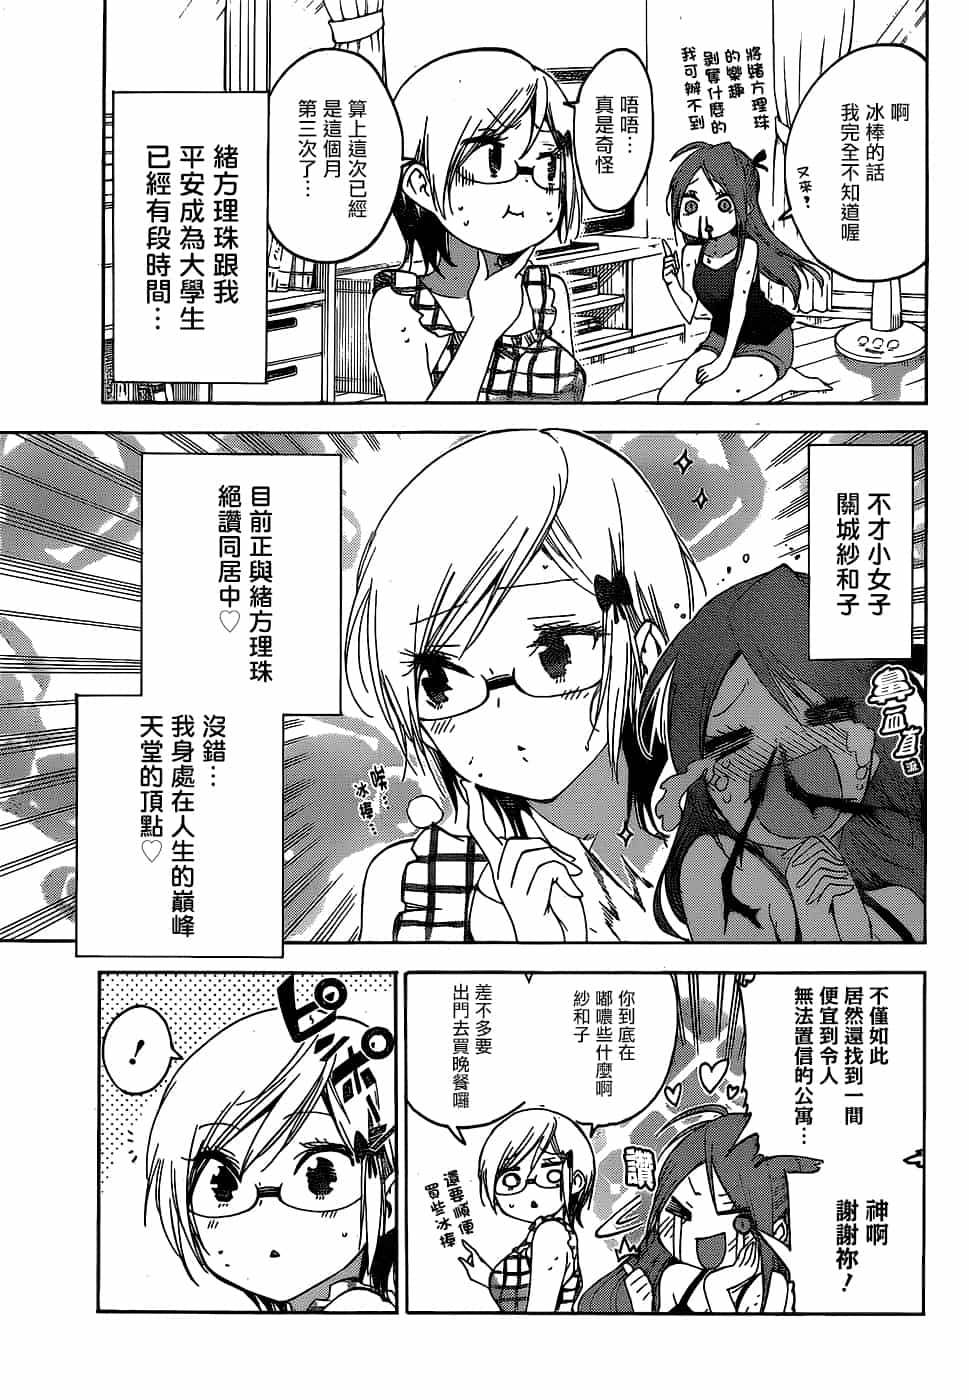 啊
冰棒的話
我完全不知道喔
又來？
將緒方理珠
的樂趣
剝奪什麼的
我可辦不到
唔唔…
真是奇怪
算上這次已經
是這個月
第三次了…
緒方理珠跟我
平安成為大學生
已經有段時間…
不才小女子
關城紗和子
鼻血直流
唉…
冰棒…
目前正與緒方理珠
絕讚同居中♡
沒錯…
我身處在人生的巔峰
天堂的頂點♡
不僅如此
居然還找到一間
便宜到令人
無法置信的公寓…
神啊
謝謝祢！
讚
你到底在
嘟噥些什麼啊
紗和子
差不多要
出門去買晚餐囉
還要順便
買些冰棒
ピンポーン
！